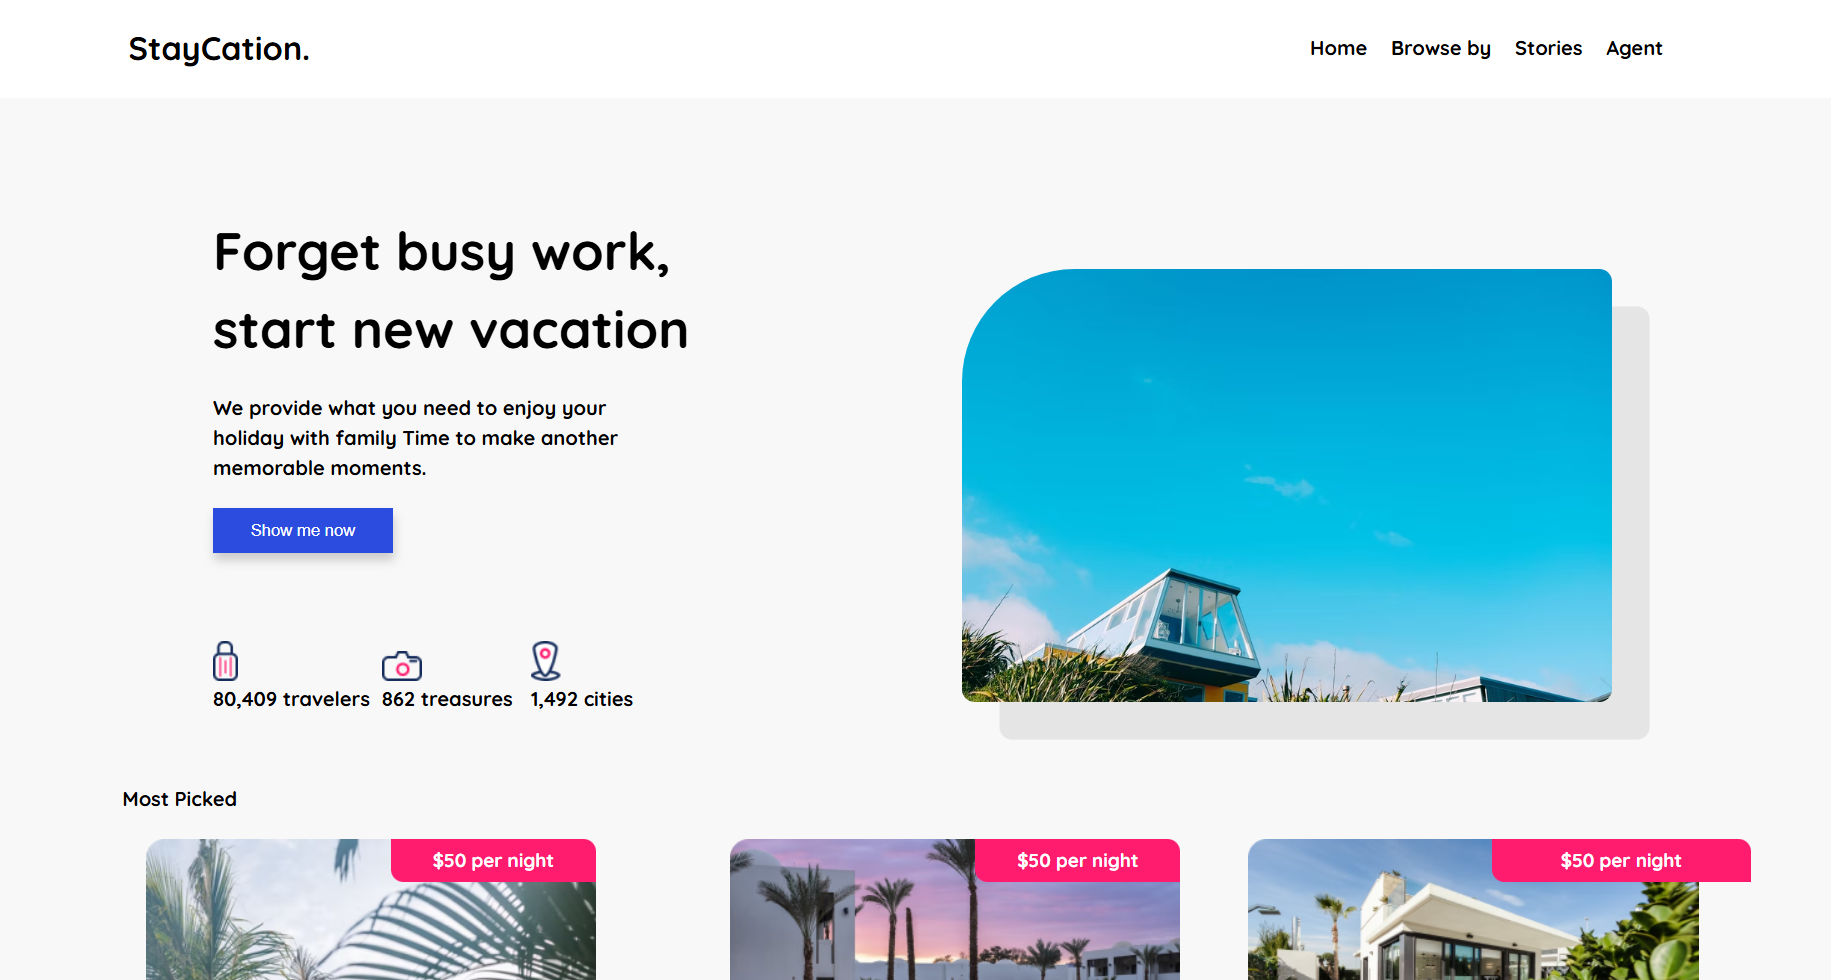 StayCation.
Home Browse by Stories Agent
Forget busy work,
start new vacation
We provide what you need to enjoy your
holiday with family Time to make another
memorable moments.
Show me now
80,409 travelers 862 treasures 1,492 cities
Most Picked
$50 per night $50 per night $50 per night